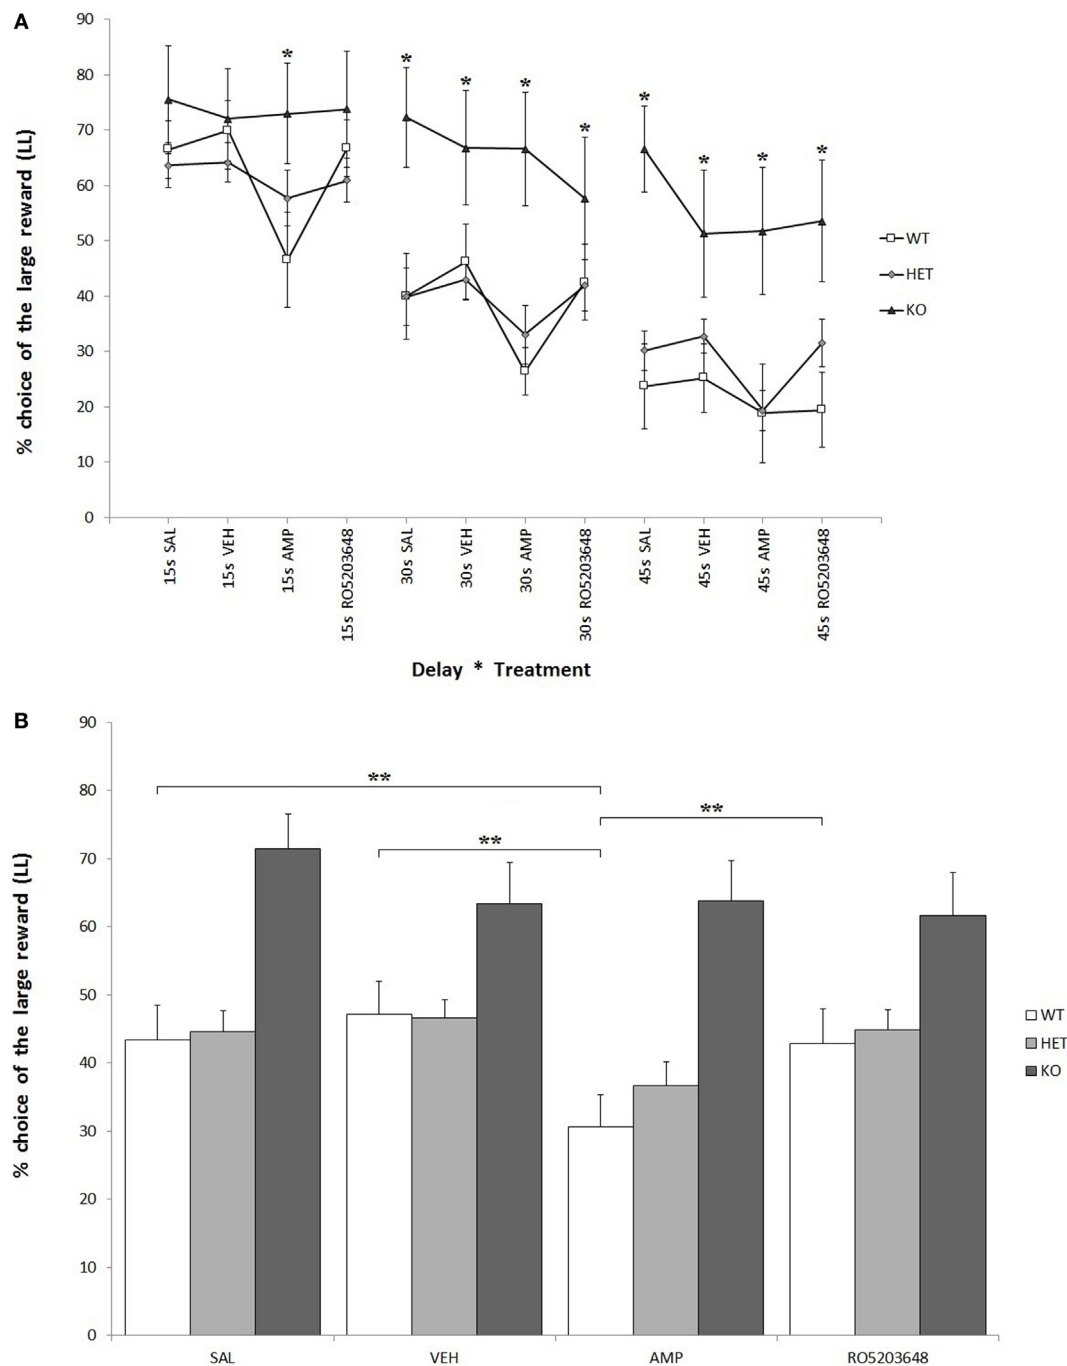 A
90
80
70
60
50
40
30
20
10
0
% choice of the large reward (LL)
*
*
*
*
*
*
*
*
*
WT
HET
KO
15s SAL
15s VEH
15s AMP
15s RO5203648
30s SAL
30s VEH
30s AMP
30s RO5203648
45s SAL
45s VEH
45s AMP
45s RO5203648
Delay * Treatment
B
90
80
70
60
50
40
30
20
10
0
% choice of the large reward (LL)
**
**
**
WT
HET
KO
SAL
VEH
AMP
RO5203648